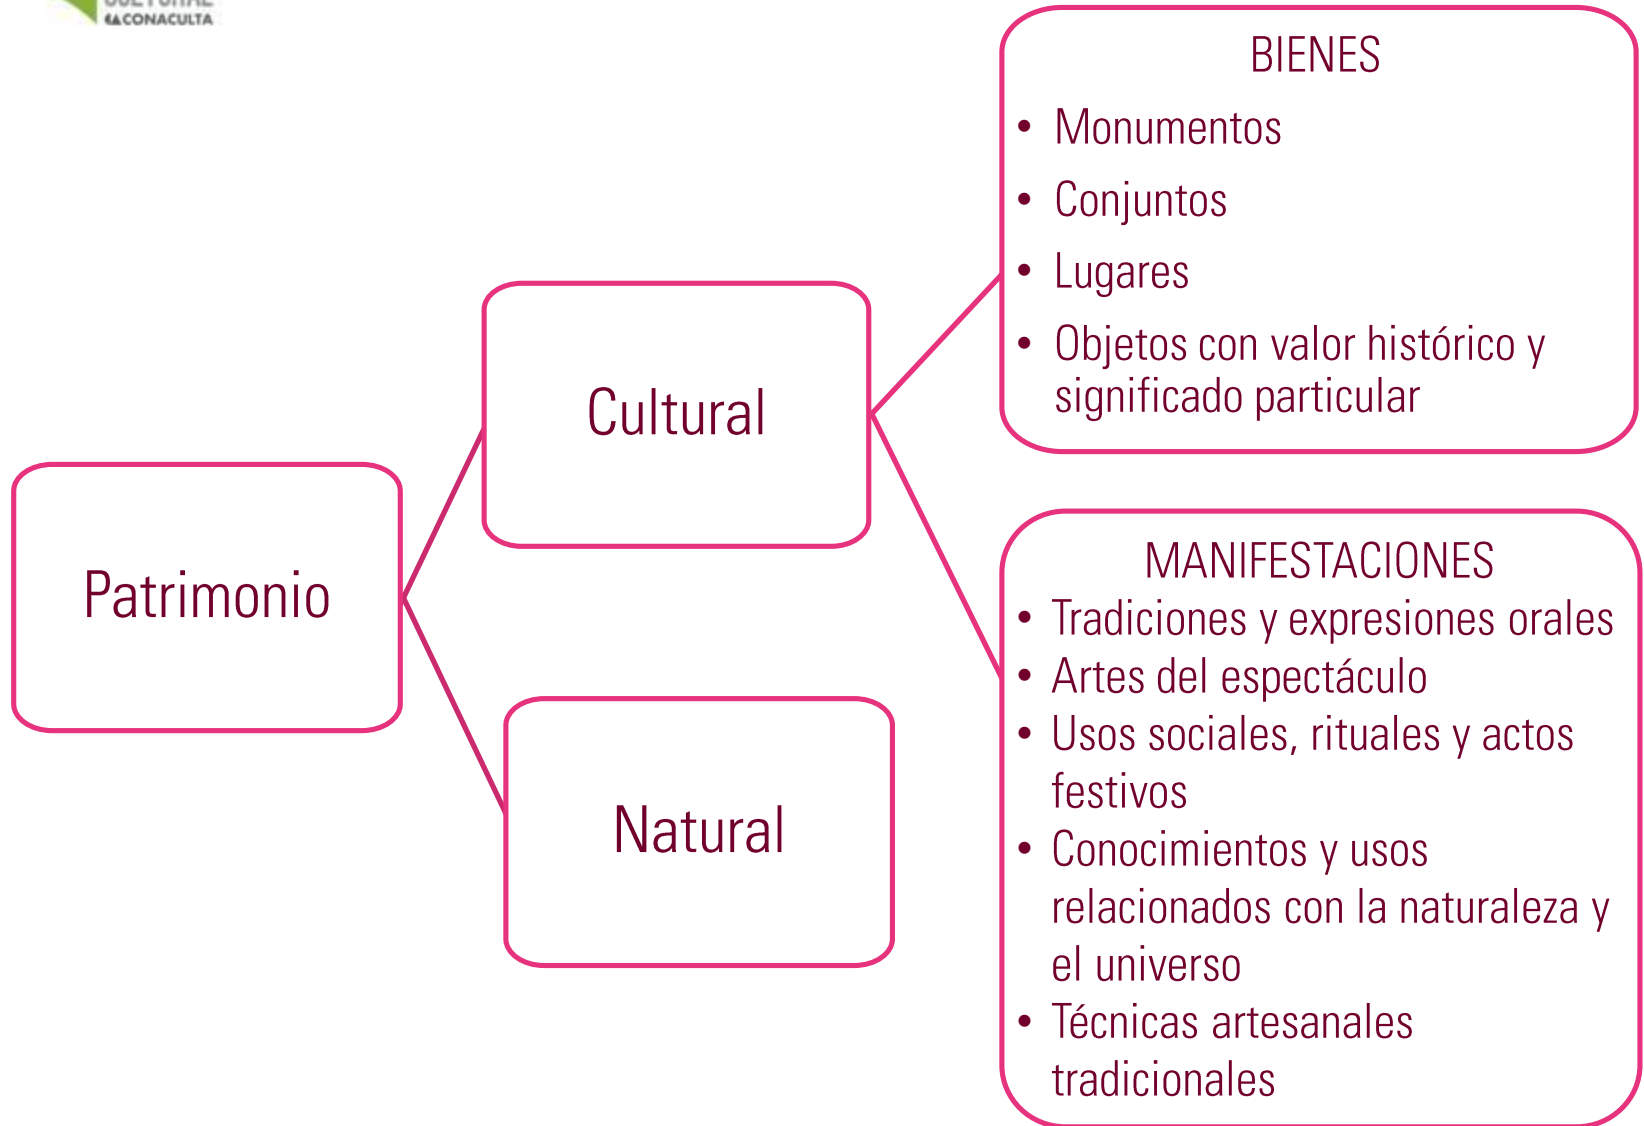 CONACULTA
BIENES
• Monumentos
• Conjuntos
• Lugares
• Objetos con valor histórico y
significado particular
Cultural
Patrimonio
MANIFESTACIONES
• Tradiciones y expresiones orales
• Artes del espectáculo
• Usos sociales, rituales y actos
festivos
• Conocimientos y usos
relacionados con la naturaleza y
el universo
• Técnicas artesanales
tradicionales
Natural